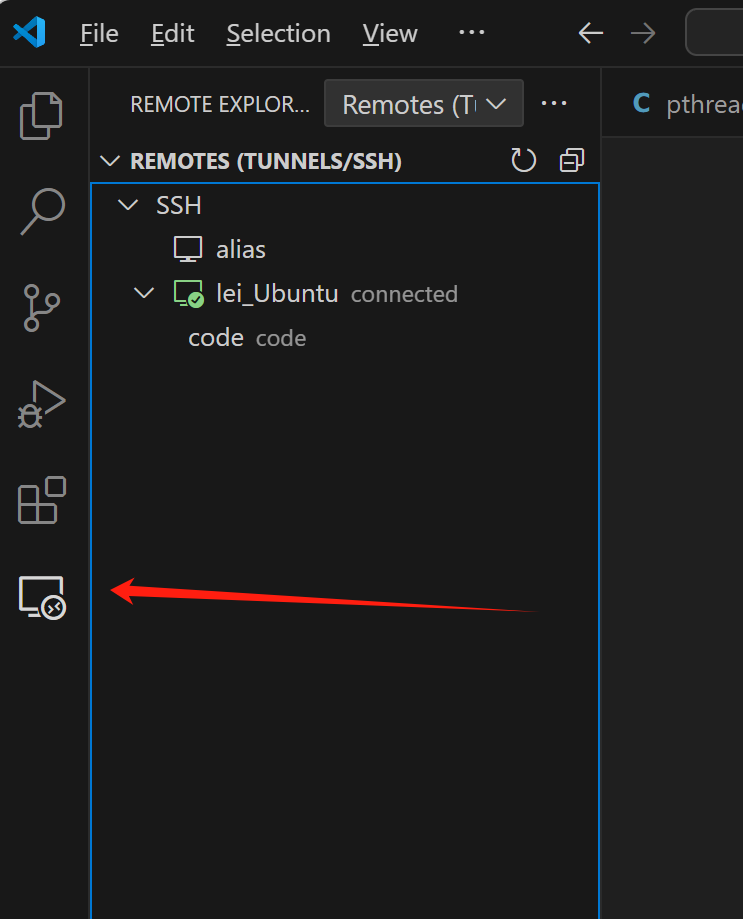 File Edit Selection View ...
REMOTE EXPLOR... Remotes (T
C pthrea
REMOTES (TUNNELS/SSH)
SSH
alias
lei_Ubuntu connected
code code